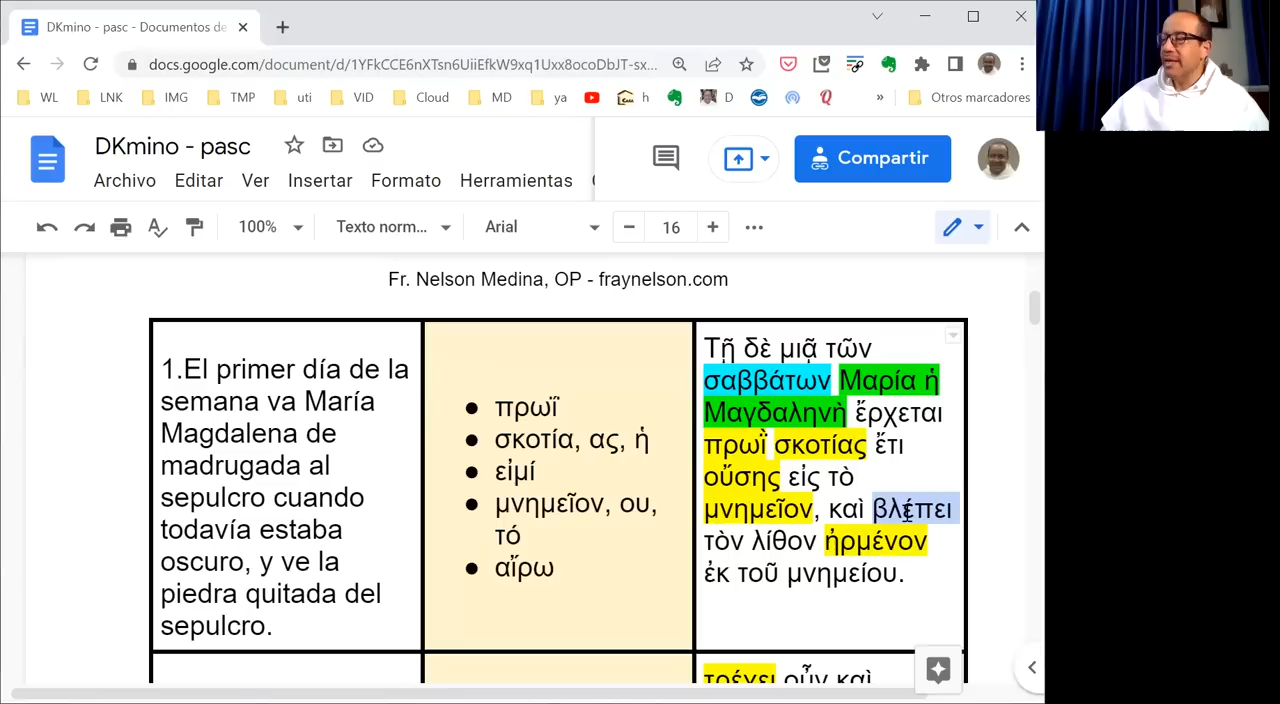 DKmino - pasc - Documentos de
docs.google.com/document/d/1YFkCCE6nXTsn6UiiEfkW9xq1Uxx8ocoDbJT-sx...
WL LNK IMG TMP uti VID Cloud MD ya h D » Otros marcadores
DKmino - pasc
Compartir
Archivo Editar Ver Insertar Formato Herramientas
100% Texto norm... Arial 16
Fr. Nelson Medina, OP - fraynelson.com
1.El primer día de la
semana va María
Magdalena de
madrugada al
sepulcro cuando
todavía estaba
oscuro, y ve la
piedra quitada del
sepulcro.
● πρωΐ
● σκοτία, ας, ἡ
● εἰμί
● μνημεῖον, ου,
τό
● αἴρω
Τῇ δὲ μιᾷ τῶν
σαββάτων Μαρία ἡ
Μαγδαληνὴ ἔρχεται
πρωῒ σκοτίας ἔτι
οὔσης εἰς τὸ
μνημεῖον, καὶ βλέπει
τὸν λίθον ἠρμένον
ἐκ τοῦ μνημείου.
τρέχει οὖν καὶ